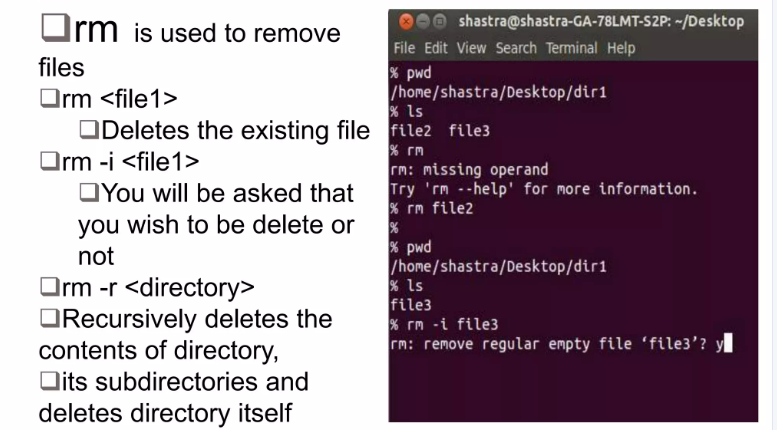 ❑rm is used to remove
files
❑rm <file1>
❑Deletes the existing file
❑rm -i <file1>
❑You will be asked that
you wish to be delete or
not
❑rm -r <directory>
❑Recursively deletes the
contents of directory,
❑its subdirectories and
deletes directory itself
shastra@shastra-GA-78LMT-S2P: ~/Desktop
File Edit View Search Terminal Help
% pwd
/home/shastra/Desktop/dir1
% ls
file2  file3
% rm
rm: missing operand
Try 'rm --help' for more information.
% rm file2
%
% pwd
/home/shastra/Desktop/dir1
% ls
file3
% rm -i file3
rm: remove regular empty file ‘file3’? y